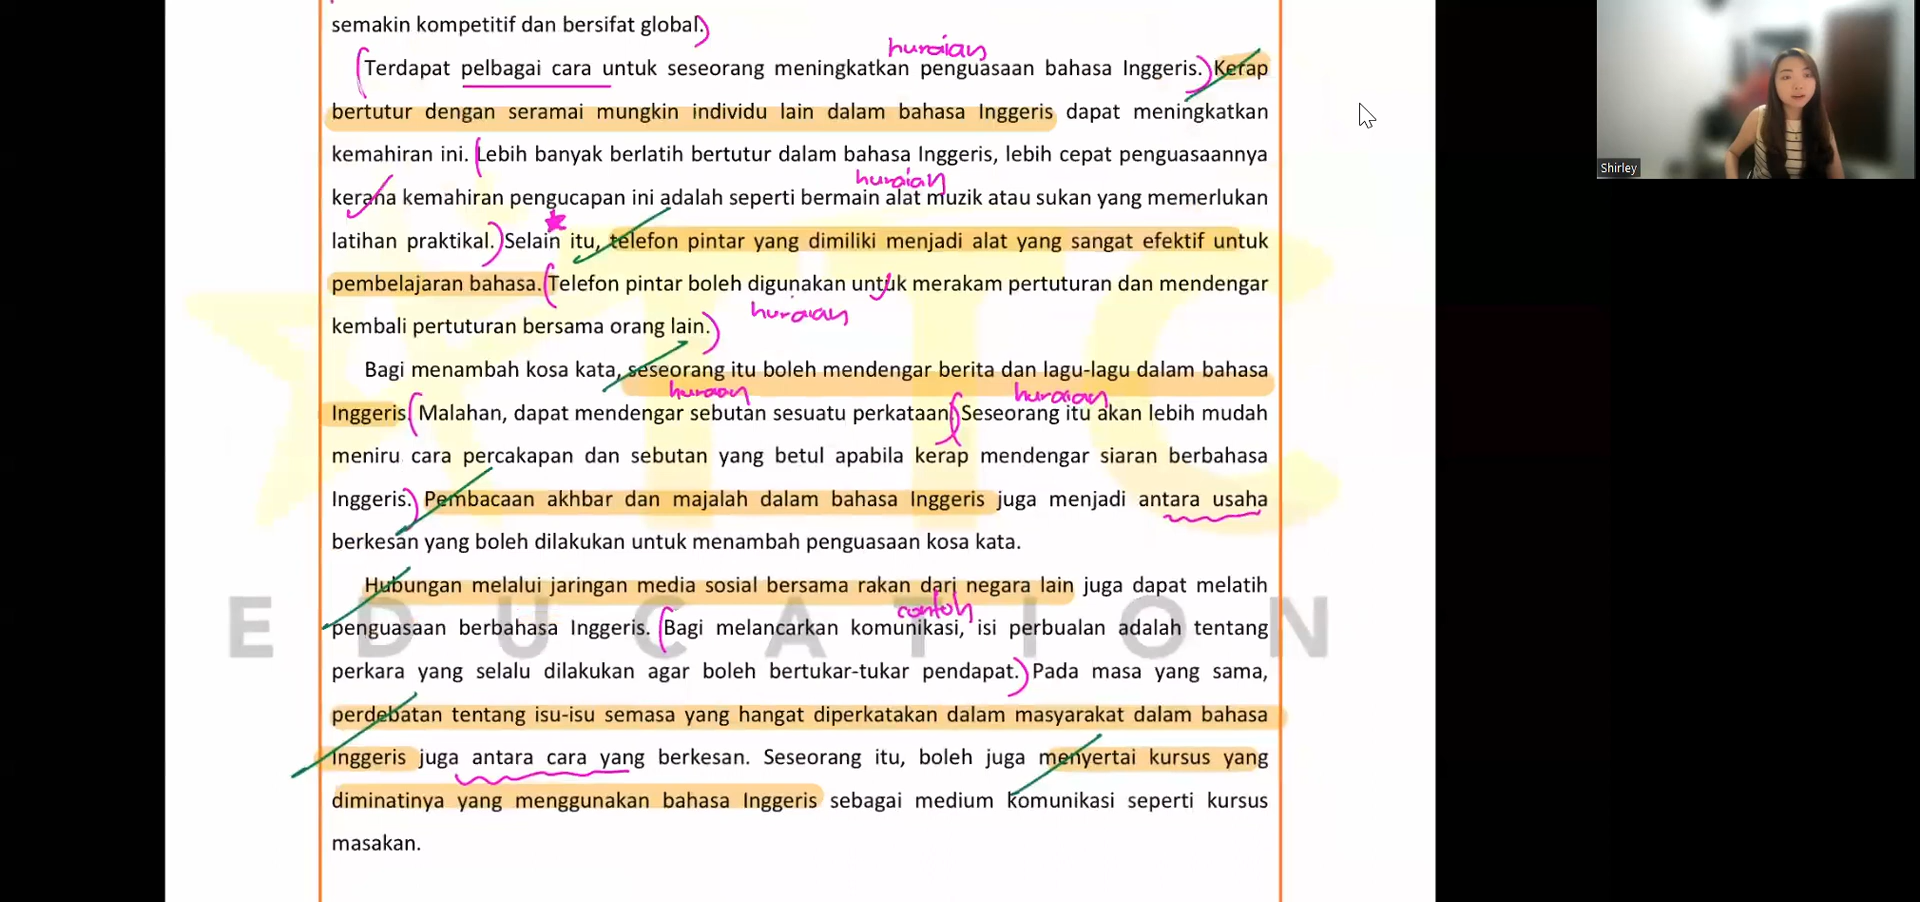 semakin kompetitif dan bersifat global.
huraian
Terdapat pelbagai cara untuk seseorang meningkatkan penguasaan bahasa Inggeris. Kerap
bertutur dengan seramai mungkin individu lain dalam bahasa Inggeris dapat meningkatkan
kemahiran ini. Lebih banyak berlatih bertutur dalam bahasa Inggeris, lebih cepat penguasaannya
huraian
kerana kemahiran pengucapan ini adalah seperti bermain alat muzik atau sukan yang memerlukan
latihan praktikal. Selain itu, telefon pintar yang dimiliki menjadi alat yang sangat efektif untuk
pembelajaran bahasa. Telefon pintar boleh digunakan untuk merakam pertuturan dan mendengar
huraian
kembali pertuturan bersama orang lain.
Bagi menambah kosa kata, seseorang itu boleh mendengar berita dan lagu-lagu dalam bahasa
huraian huraian
Inggeris. Malahan, dapat mendengar sebutan sesuatu perkataan. Seseorang itu akan lebih mudah
meniru cara percakapan dan sebutan yang betul apabila kerap mendengar siaran berbahasa
Inggeris. Pembacaan akhbar dan majalah dalam bahasa Inggeris juga menjadi antara usaha
berkesan yang boleh dilakukan untuk menambah penguasaan kosa kata.
Hubungan melalui jaringan media sosial bersama rakan dari negara lain juga dapat melatih
contoh
penguasaan berbahasa Inggeris. Bagi melancarkan komunikasi, isi perbualan adalah tentang
perkara yang selalu dilakukan agar boleh bertukar-tukar pendapat. Pada masa yang sama,
perdebatan tentang isu-isu semasa yang hangat diperkatakan dalam masyarakat dalam bahasa
Inggeris juga antara cara yang berkesan. Seseorang itu, boleh juga menyertai kursus yang
diminatinya yang menggunakan bahasa Inggeris sebagai medium komunikasi seperti kursus
masakan.
TTC
EDUCATION
Shirley